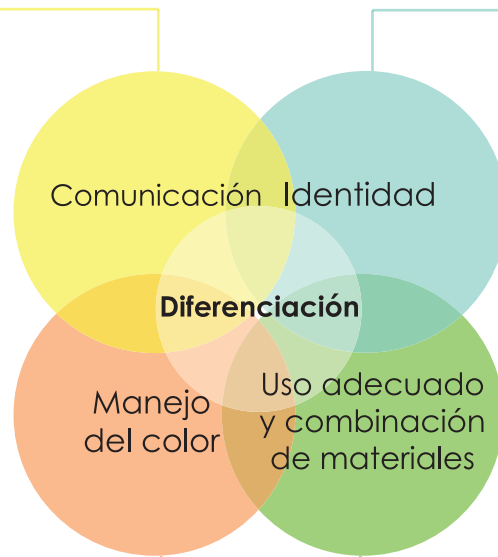 Comunicación
Identidad
Diferenciación
Manejo
del color
Uso adecuado
y combinación
de materiales